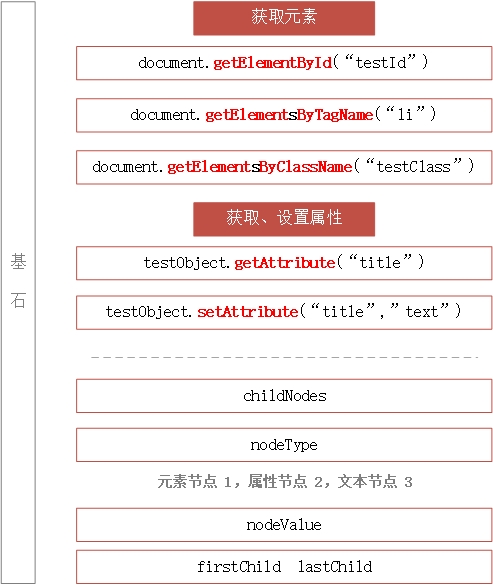 获取元素
document.getElementById(“testId”)
document.getElementsByTagName(“li”)
document.getElementsByClassName(“testClass”)
获取、设置属性
testObject.getAttribute(“title”)
testObject.setAttribute(“title”,”text”)
基
石
childNodes
nodeType
元素节点 1，属性节点 2，文本节点 3
nodeValue
firstChild lastChild